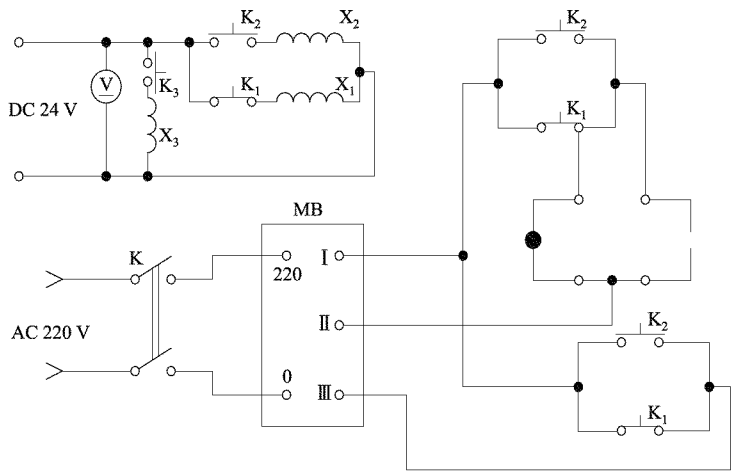 K₂
X₂
K₂
V
K₃
K₁
X₁
K₁
DC 24 V
X₃
MB
K
220
I
AC 220 V
II
K₂
0
III
K₁